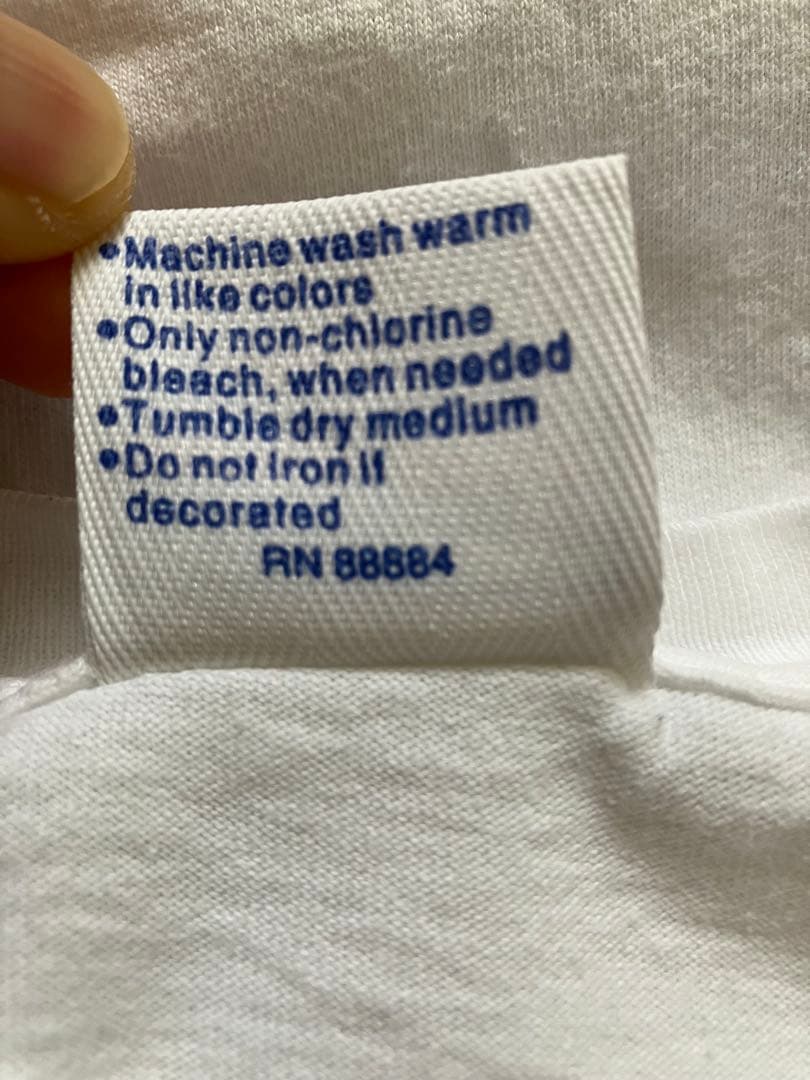 •Machine wash warm
in like colors
•Only non-chlorine
bleach, when needed
•Tumble dry medium
•Do not iron if
decorated
RN 88884